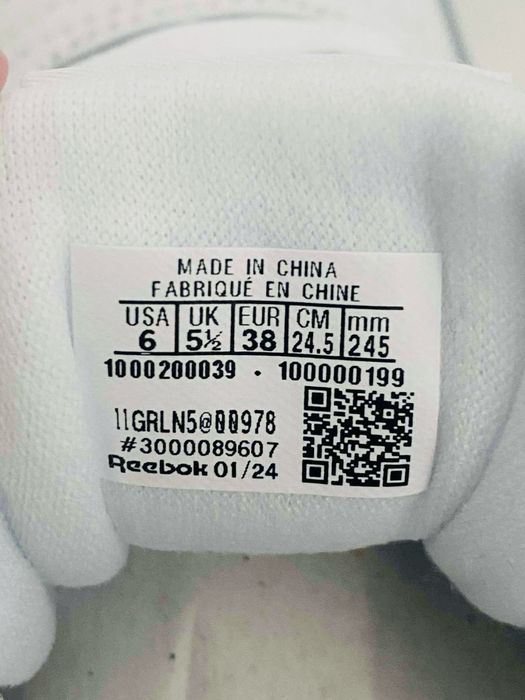 MADE IN CHINA
FABRIQUÉ EN CHINE
USA UK EUR CM mm
6 5½ 38 24.5 245
1000200039 · 100000199
11GRLN5@00978
#3000089607
Reebok 01/24